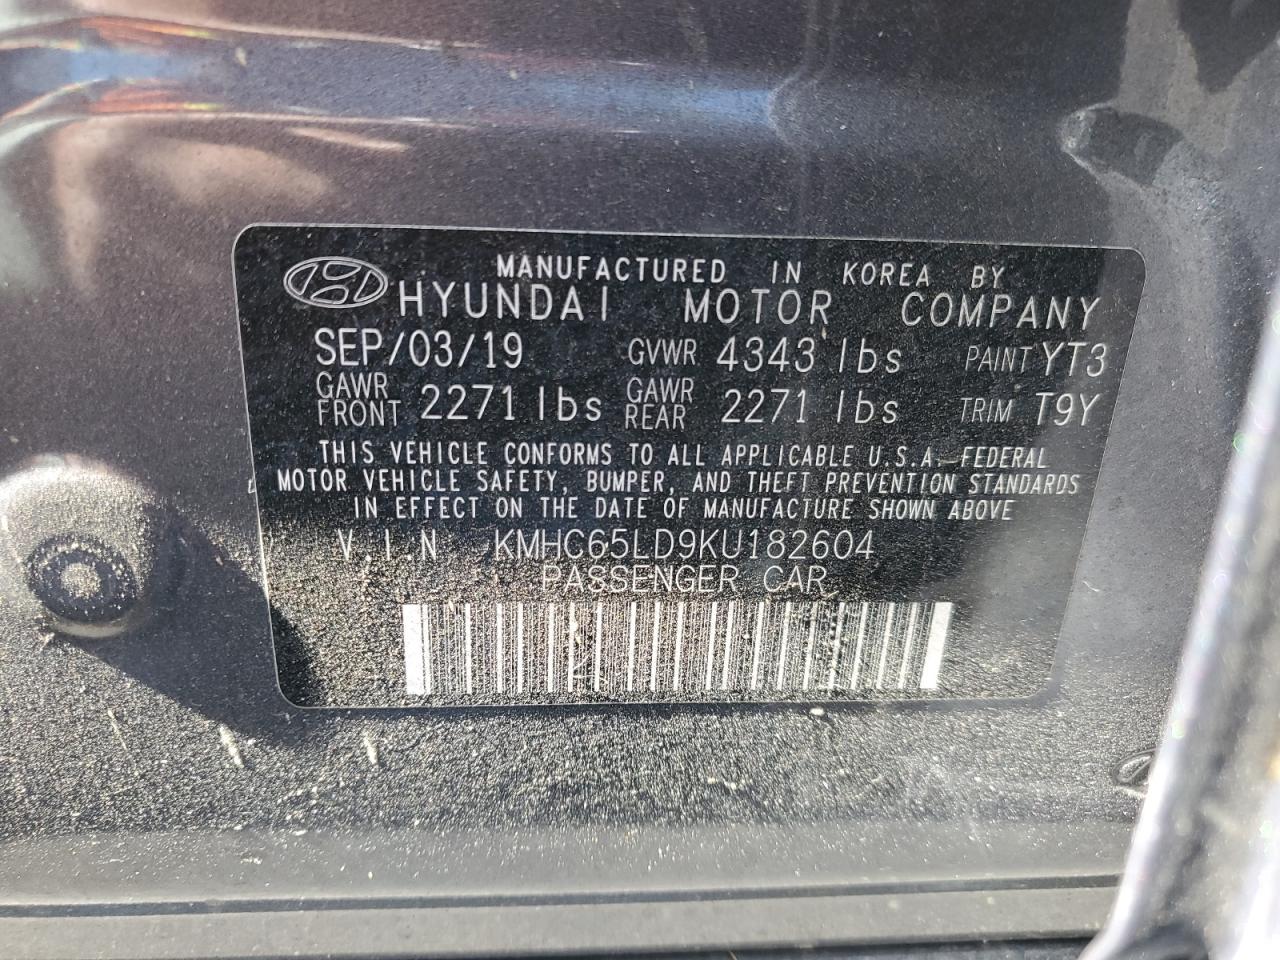 MANUFACTURED IN KOREA BY
HYUNDAI MOTOR COMPANY
SEP/03/19 GVWR 4343 lbs PAINT YT3
GAWR FRONT 2271 lbs GAWR REAR 2271 lbs TRIM T9Y
THIS VEHICLE CONFORMS TO ALL APPLICABLE U.S.A. FEDERAL
MOTOR VEHICLE SAFETY, BUMPER, AND THEFT PREVENTION STANDARDS
IN EFFECT ON THE DATE OF MANUFACTURE SHOWN ABOVE
V.I.N KMHC65LD9KU182604
PASSENGER CAR